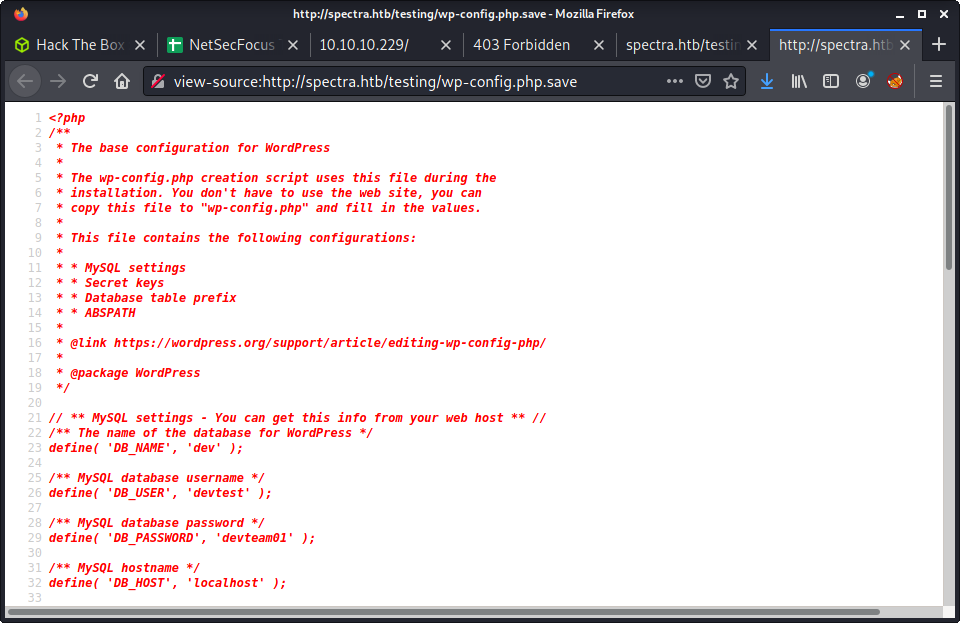 http://spectra.htb/testing/wp-config.php.save - Mozilla Firefox
Hack The Box
NetSecFocus
10.10.10.229/
403 Forbidden
spectra.htb/testin
http://spectra.htb
view-source:http://spectra.htb/testing/wp-config.php.save
1 <?php
2 /**
3 * The base configuration for WordPress
4 *
5 * The wp-config.php creation script uses this file during the
6 * installation. You don't have to use the web site, you can
7 * copy this file to "wp-config.php" and fill in the values.
8 *
9 * This file contains the following configurations:
10 *
11 * * MySQL settings
12 * * Secret keys
13 * * Database table prefix
14 * * ABSPATH
15 *
16 * @link https://wordpress.org/support/article/editing-wp-config-php/
17 *
18 * @package WordPress
19 */
20
21 // ** MySQL settings - You can get this info from your web host ** //
22 /** The name of the database for WordPress */
23 define( 'DB_NAME', 'dev' );
24
25 /** MySQL database username */
26 define( 'DB_USER', 'devtest' );
27
28 /** MySQL database password */
29 define( 'DB_PASSWORD', 'devteam01' );
30
31 /** MySQL hostname */
32 define( 'DB_HOST', 'localhost' );
33